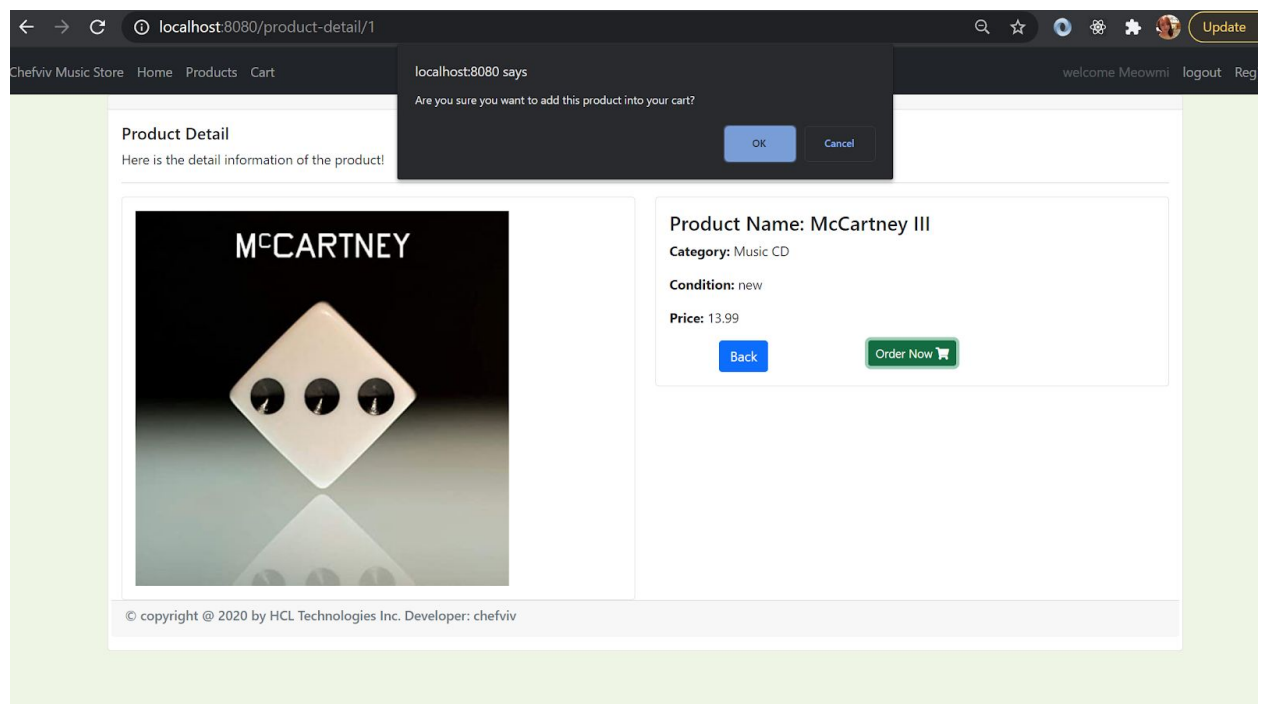 localhost:8080/product-detail/1
Update
Chefviv Music Store Home Products Cart
welcome Meowmi logout Reg
localhost:8080 says
Are you sure you want to add this product into your cart?
OK Cancel
Product Detail
Here is the detail information of the product!
McCARTNEY
Product Name: McCartney III
Category: Music CD
Condition: new
Price: 13.99
Back Order Now
© copyright @ 2020 by HCL Technologies Inc. Developer: chefviv